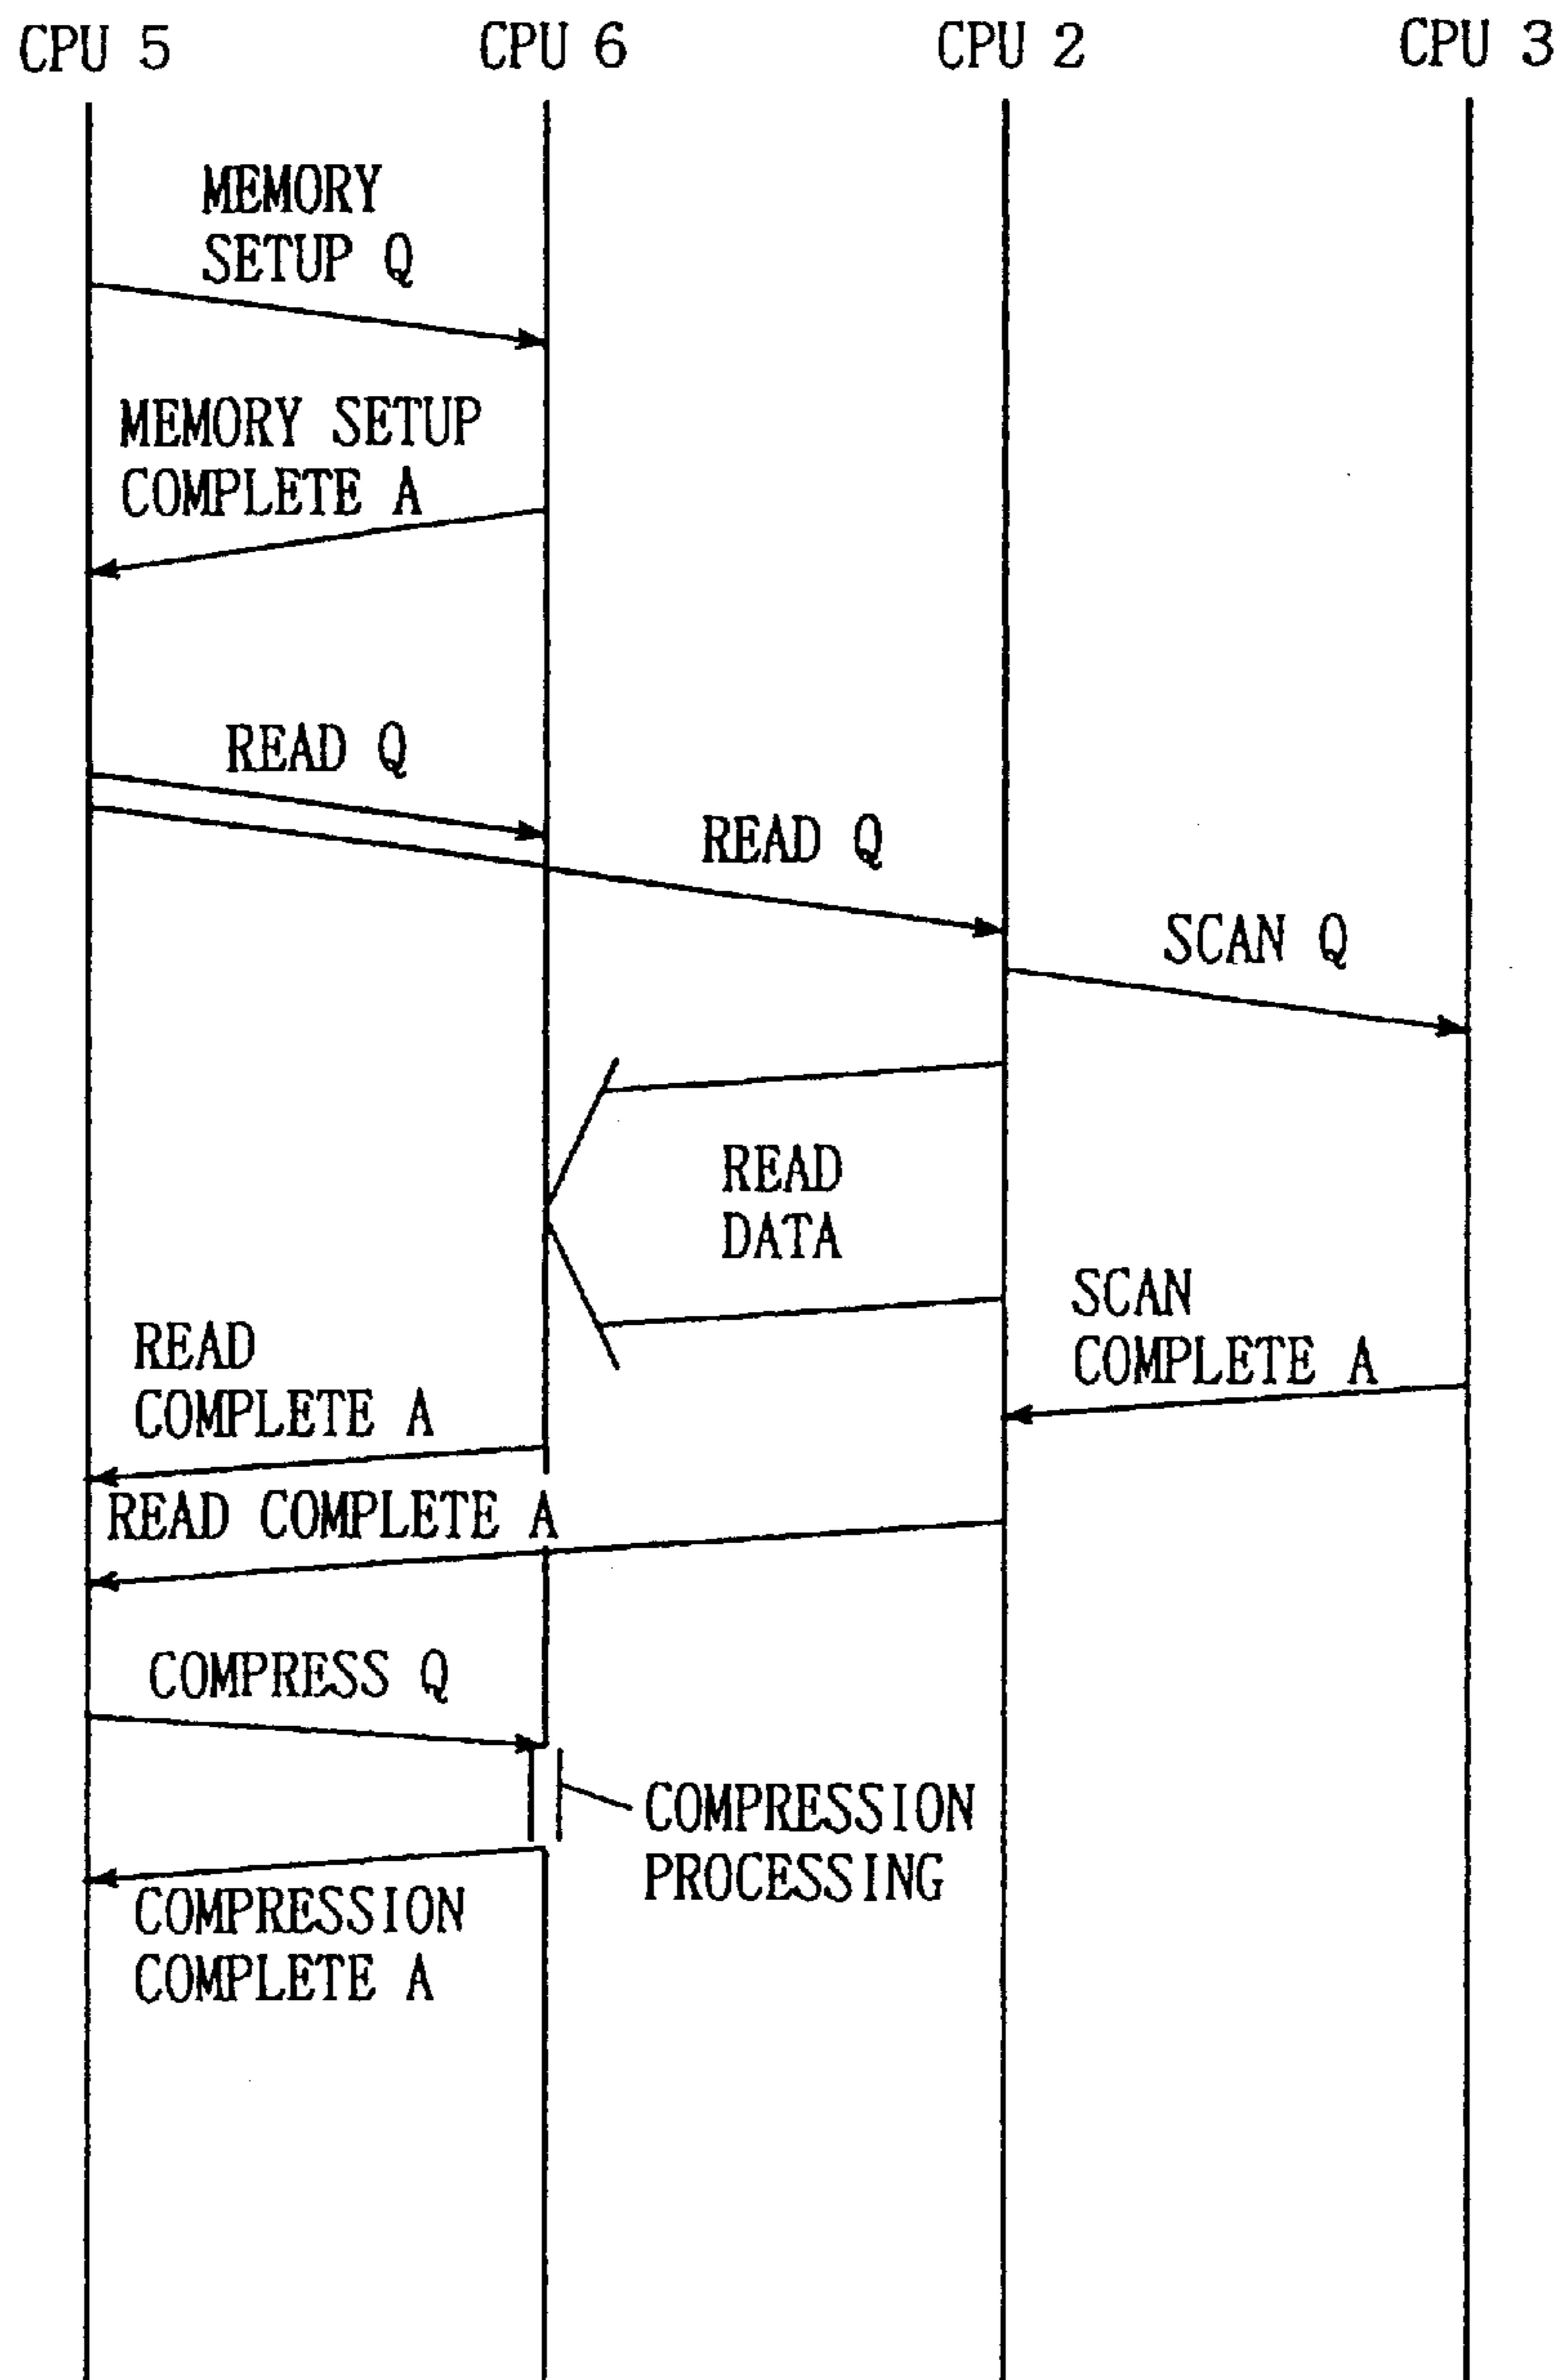 CPU 5
CPU 6
CPU 2
CPU 3
MEMORY
SETUP Q
MEMORY SETUP
COMPLETE A
READ Q
READ Q
SCAN Q
READ
DATA
SCAN
COMPLETE A
READ
COMPLETE A
READ COMPLETE A
COMPRESS Q
COMPRESSION
PROCESSING
COMPRESSION
COMPLETE A